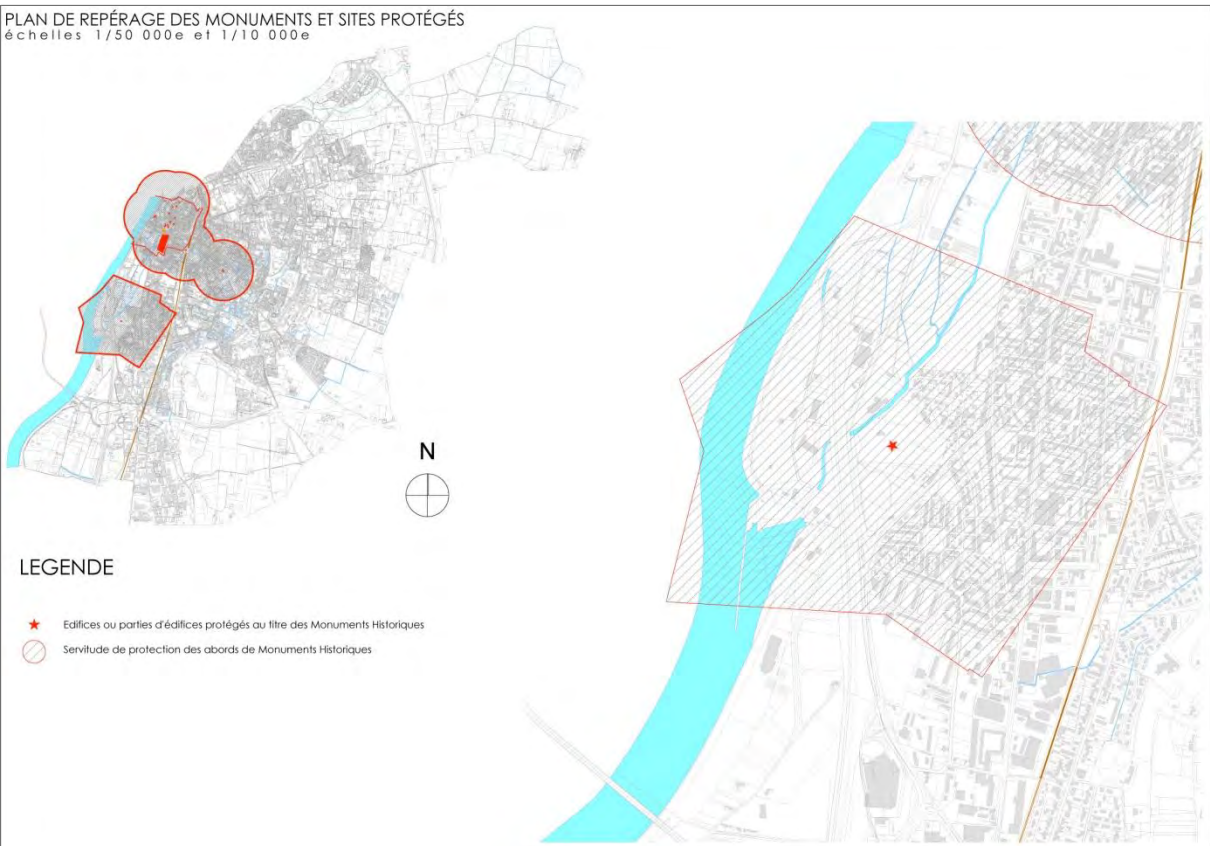 PLAN DE REPÉRAGE DES MONUMENTS ET SITES PROTÉGÉS
échelles 1/50 000e et 1/10 000e
N
LEGENDE
Edifices ou parties d'édifices protégés au titre des Monuments Historiques
Servitude de protection des abords de Monuments Historiques